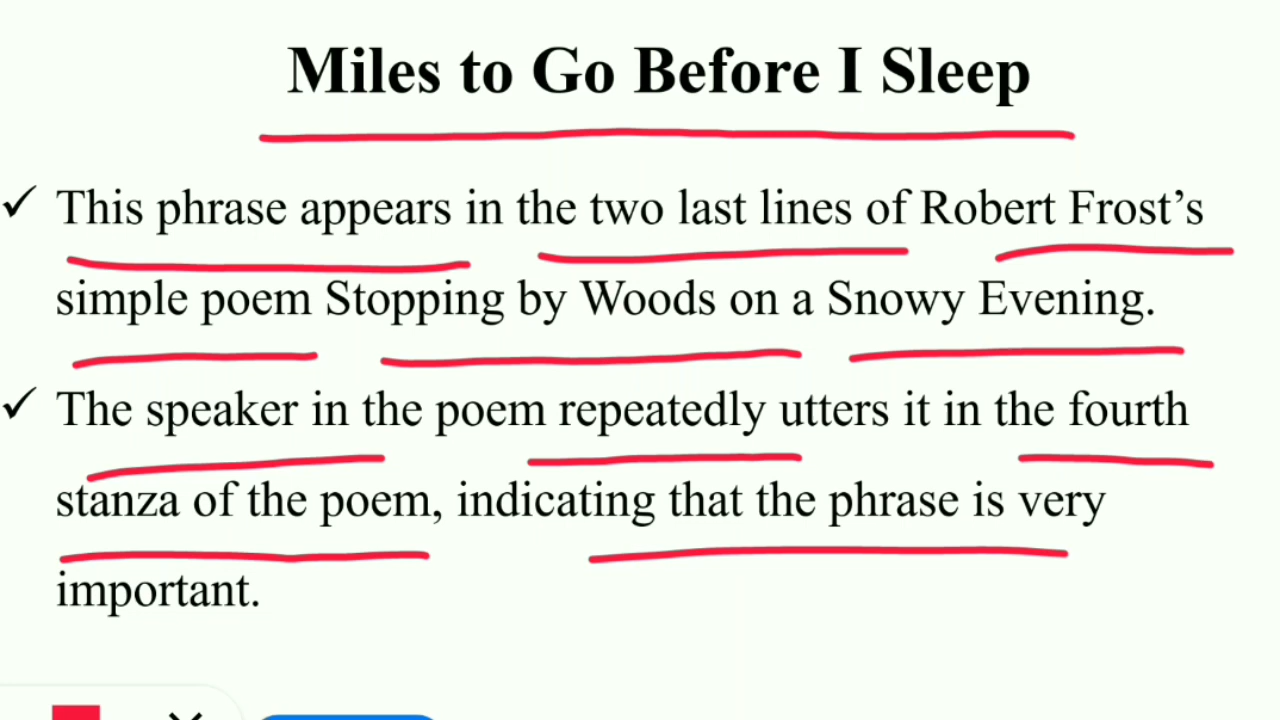 Miles to Go Before I Sleep
✓ This phrase appears in the two last lines of Robert Frost’s
simple poem Stopping by Woods on a Snowy Evening.
✓ The speaker in the poem repeatedly utters it in the fourth
stanza of the poem, indicating that the phrase is very
important.